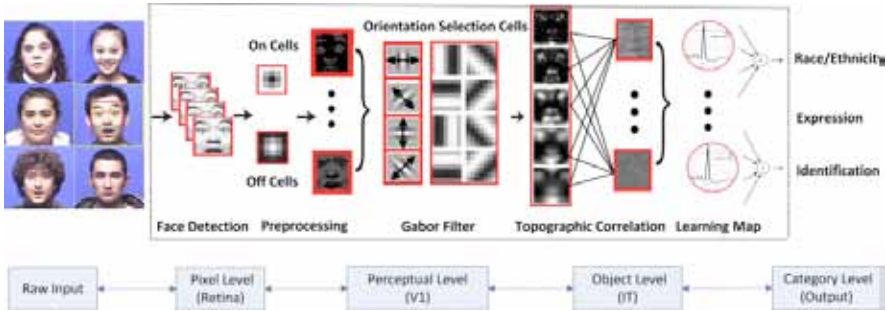 Orientation Selection Cells
On Cells
Off Cells
Race/Ethnicity
Expression
Identification
Face Detection
Preprocessing
Gabor Filter
Topographic Correlation
Learning Map
Raw Input
Pixel Level
(Retina)
Perceptual Level
(V1)
Object Level
(IT)
Category Level
(Output)